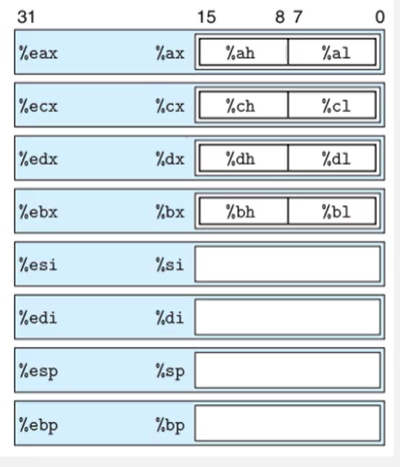 31 15 8 7 0
%eax %ax %ah %al
%ecx %cx %ch %cl
%edx %dx %dh %dl
%ebx %bx %bh %bl
%esi %si
%edi %di
%esp %sp
%ebp %bp